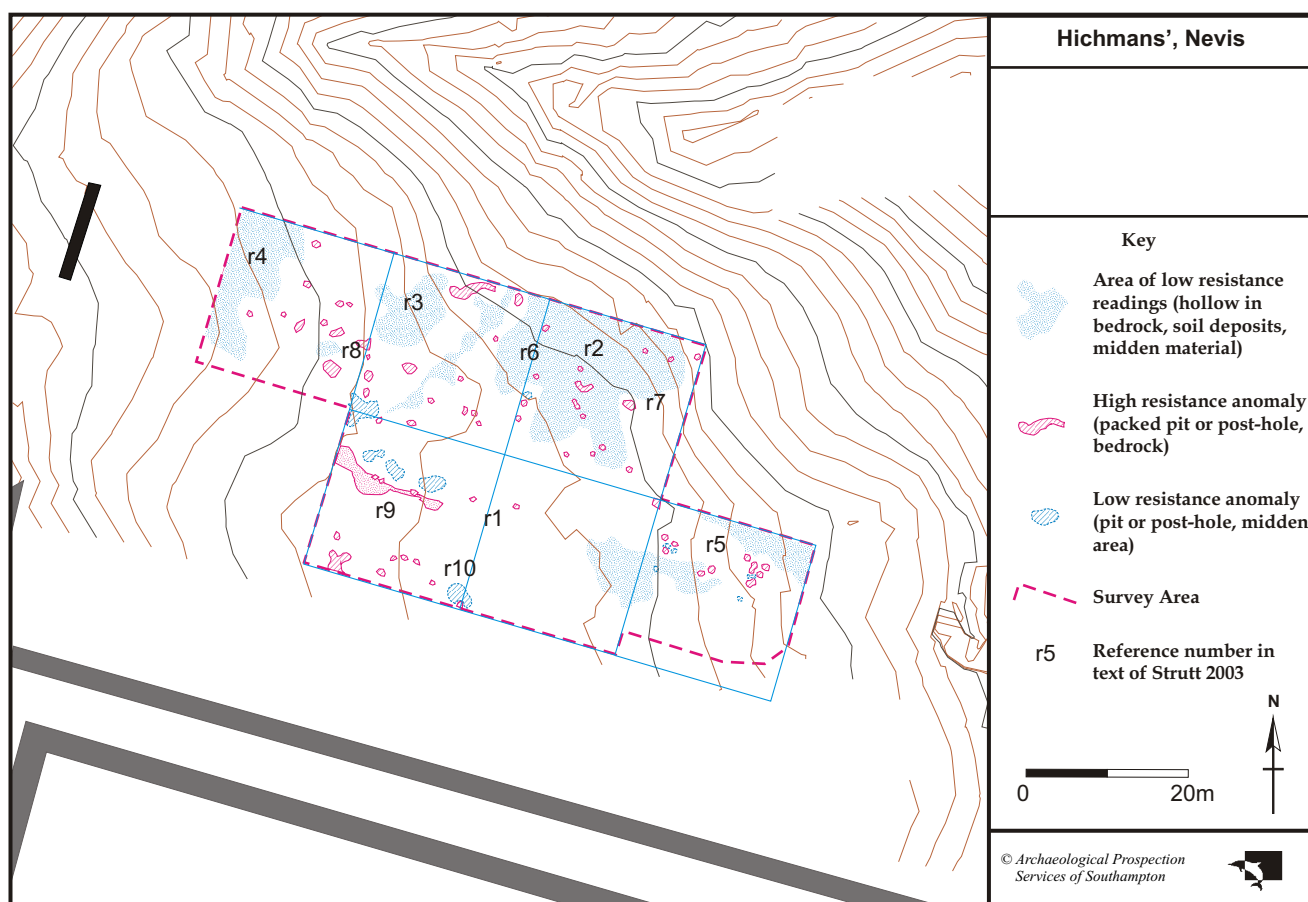 Hichmans', Nevis
Key
Area of low resistance
readings (hollow in
bedrock, soil deposits,
midden material)
High resistance anomaly
(packed pit or post-hole,
bedrock)
Low resistance anomaly
(pit or post-hole, midden
area)
Survey Area
r5
Reference number in
text of Strutt 2003
N
0
20m
© Archaeological Prospection
Services of Southampton
r4
r3
r8
r6
r2
r7
r9
r1
r10
r5